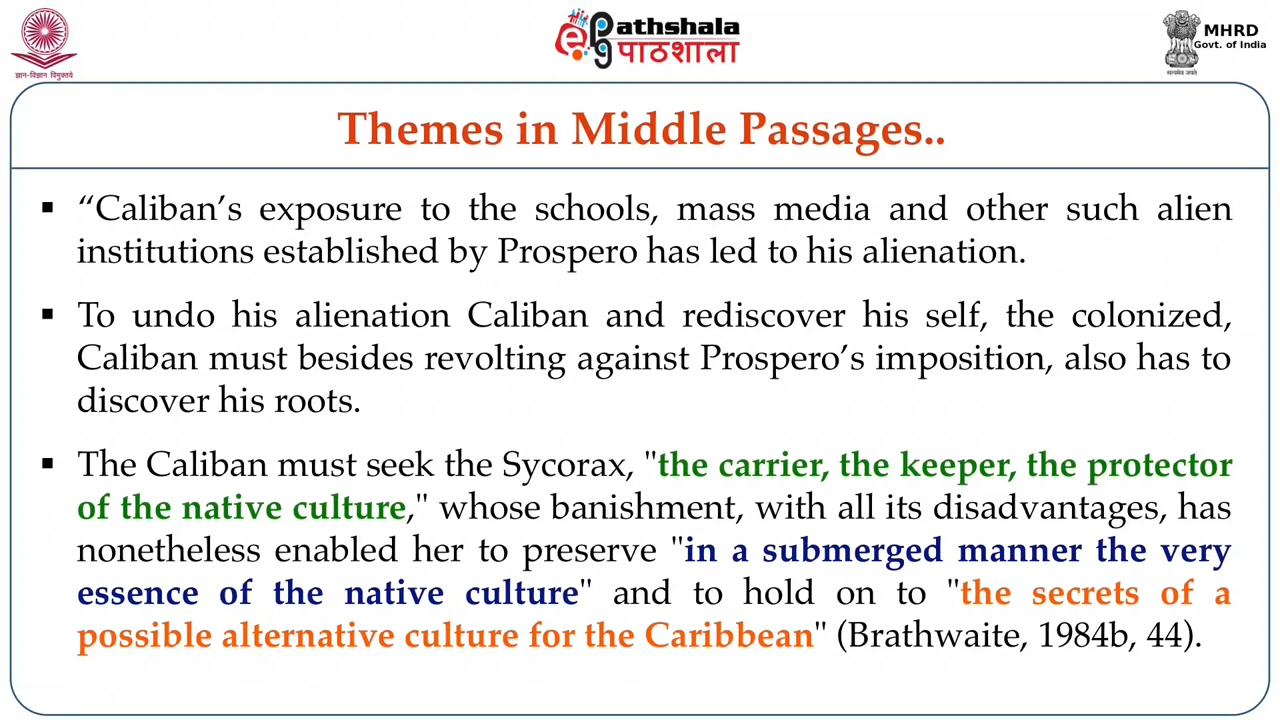 ज्ञान-विज्ञान विमुक्तये
Pathshala
पाठशाला
MHRD
Govt. of India
सत्यमेव जयते
Themes in Middle Passages..
▪ “Caliban’s exposure to the schools, mass media and other such alien
institutions established by Prospero has led to his alienation.
▪ To undo his alienation Caliban and rediscover his self, the colonized,
Caliban must besides revolting against Prospero’s imposition, also has to
discover his roots.
▪ The Caliban must seek the Sycorax, "the carrier, the keeper, the protector
of the native culture," whose banishment, with all its disadvantages, has
nonetheless enabled her to preserve "in a submerged manner the very
essence of the native culture" and to hold on to "the secrets of a
possible alternative culture for the Caribbean" (Brathwaite, 1984b, 44).